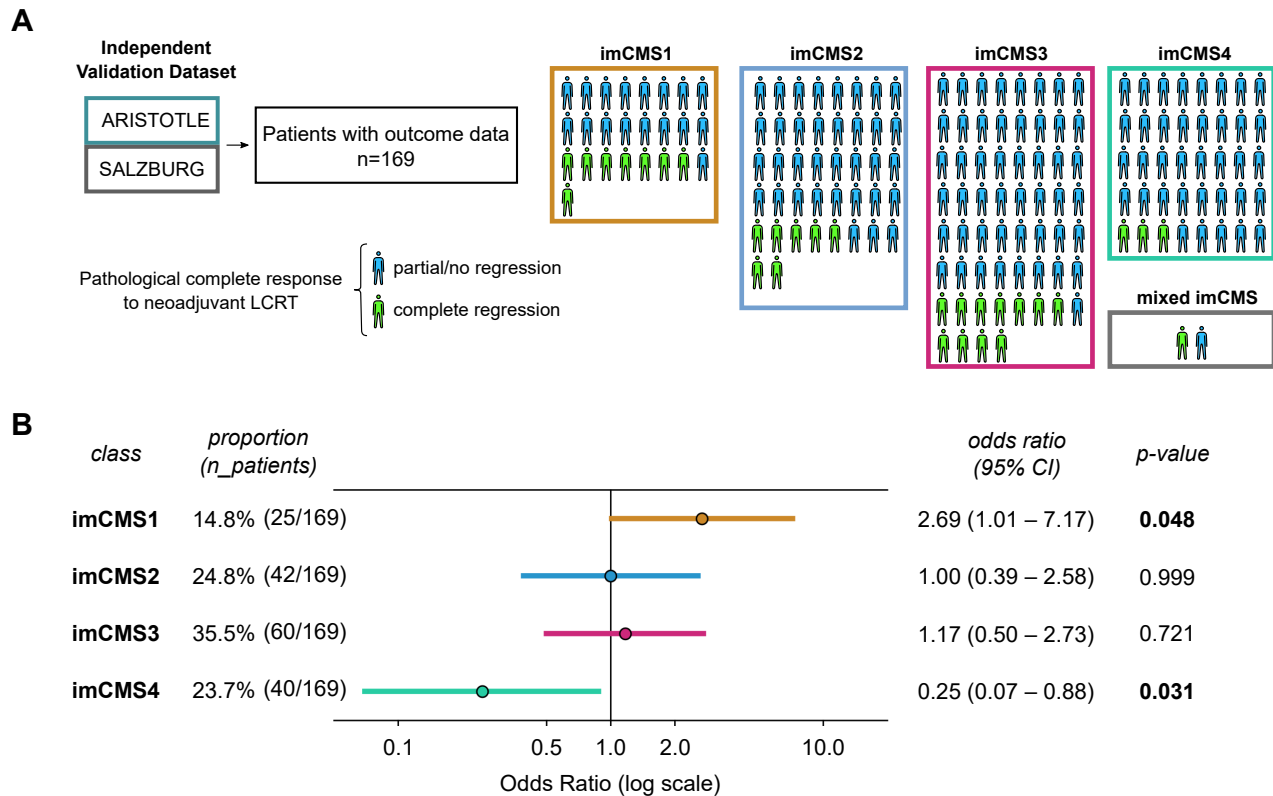 A
Independent
Validation Dataset
ARISTOTLE
SALZBURG
Patients with outcome data
n=169
Pathological complete response
to neoadjuvant LCRT
partial/no regression
complete regression
imCMS1
imCMS2
imCMS3
imCMS4
mixed imCMS
B
class
proportion
(n_patients)
odds ratio
(95% CI)
p-value
imCMS1 14.8% (25/169) 2.69 (1.01 – 7.17) 0.048
imCMS2 24.8% (42/169) 1.00 (0.39 – 2.58) 0.999
imCMS3 35.5% (60/169) 1.17 (0.50 – 2.73) 0.721
imCMS4 23.7% (40/169) 0.25 (0.07 – 0.88) 0.031
0.1 0.5 1.0 2.0 10.0
Odds Ratio (log scale)